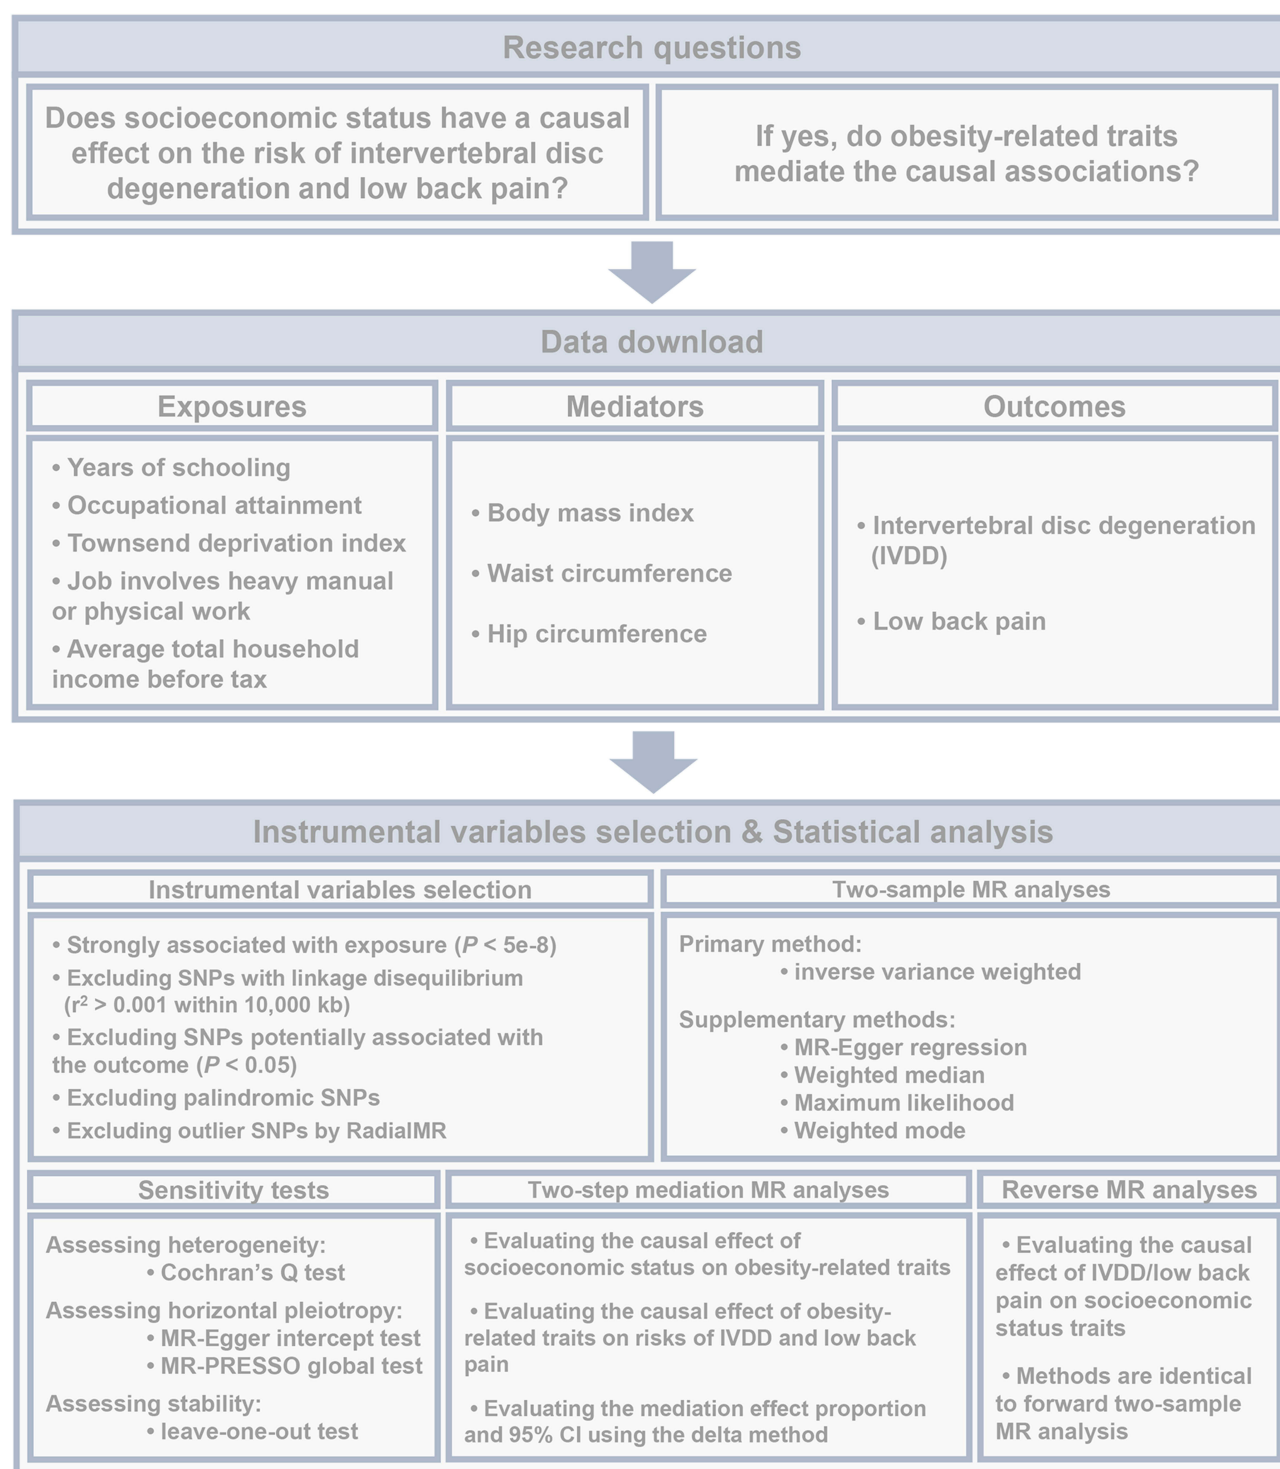 Research questions
Does socioeconomic status have a causal
effect on the risk of intervertebral disc
degeneration and low back pain?
If yes, do obesity-related traits
mediate the causal associations?
Data download
Exposures
• Years of schooling
• Occupational attainment
• Townsend deprivation index
• Job involves heavy manual
or physical work
• Average total household
income before tax
Mediators
• Body mass index
• Waist circumference
• Hip circumference
Outcomes
• Intervertebral disc degeneration
(IVDD)
• Low back pain
Instrumental variables selection & Statistical analysis
Instrumental variables selection
• Strongly associated with exposure (P < 5e-8)
• Excluding SNPs with linkage disequilibrium
(r² > 0.001 within 10,000 kb)
• Excluding SNPs potentially associated with
the outcome (P < 0.05)
• Excluding palindromic SNPs
• Excluding outlier SNPs by RadialMR
Two-sample MR analyses
Primary method:
• inverse variance weighted
Supplementary methods:
• MR-Egger regression
• Weighted median
• Maximum likelihood
• Weighted mode
Sensitivity tests
Assessing heterogeneity:
• Cochran’s Q test
Assessing horizontal pleiotropy:
• MR-Egger intercept test
• MR-PRESSO global test
Assessing stability:
• leave-one-out test
Two-step mediation MR analyses
• Evaluating the causal effect of
socioeconomic status on obesity-related traits
• Evaluating the causal effect of obesity-
related traits on risks of IVDD and low back
pain
• Evaluating the mediation effect proportion
and 95% CI using the delta method
Reverse MR analyses
• Evaluating the causal
effect of IVDD/low back
pain on socioeconomic
status traits
• Methods are identical
to forward two-sample
MR analysis